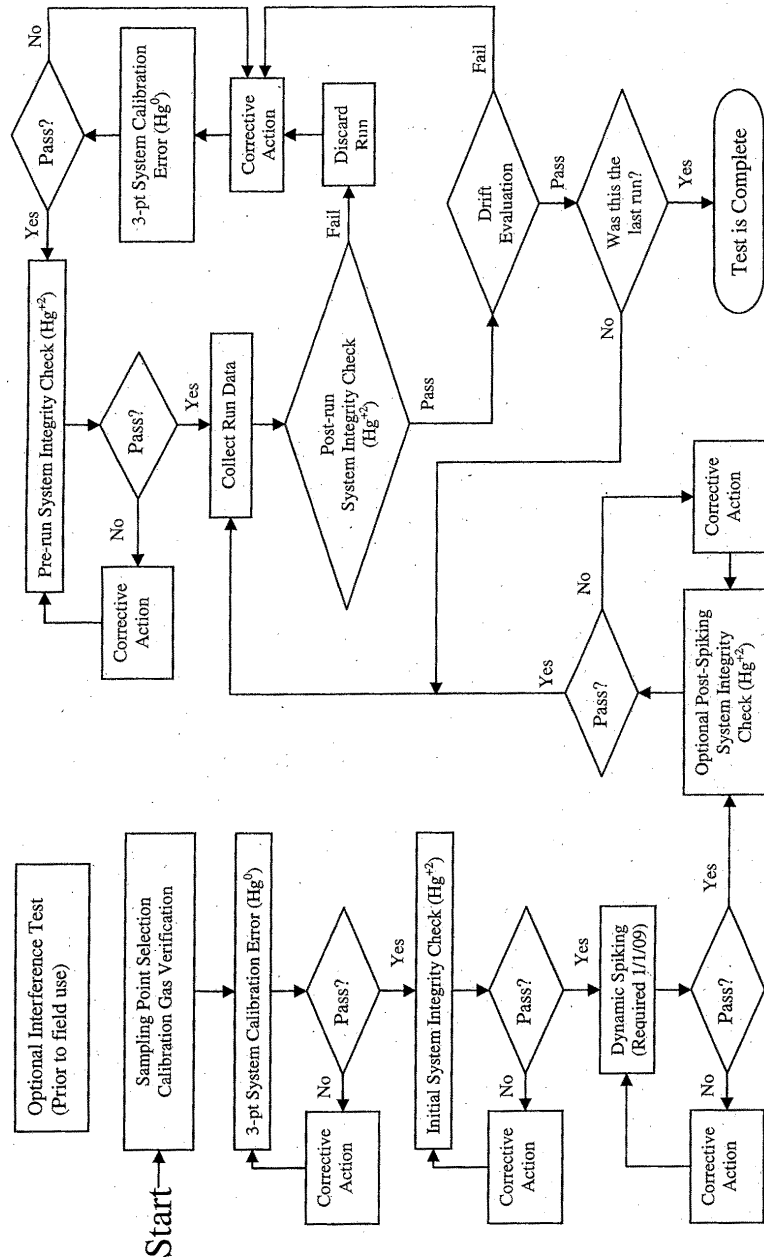 Optional Interference Test
(Prior to field use)
Start
Sampling Point Selection
Calibration Gas Verification
3-pt System Calibration Error (Hg⁰)
Pass?
No
Corrective
Action
Yes
Initial System Integrity Check (Hg⁺²)
Pass?
No
Corrective
Action
Yes
Dynamic Spiking
(Required 1/1/09)
Pass?
No
Corrective
Action
Yes
Optional Post-Spiking
System Integrity
Check (Hg⁺²)
Pass?
No
Corrective
Action
Yes
Pre-run System Integrity Check (Hg⁺²)
Pass?
No
Corrective
Action
Yes
Collect Run Data
Post-run
System Integrity Check
(Hg⁺²)
Fail
Discard
Run
Corrective
Action
3-pt System Calibration
Error (Hg⁰)
Pass?
No
Yes
Pass
Drift
Evaluation
Fail
Pass
Was this the
last run?
No
Yes
Test is Complete